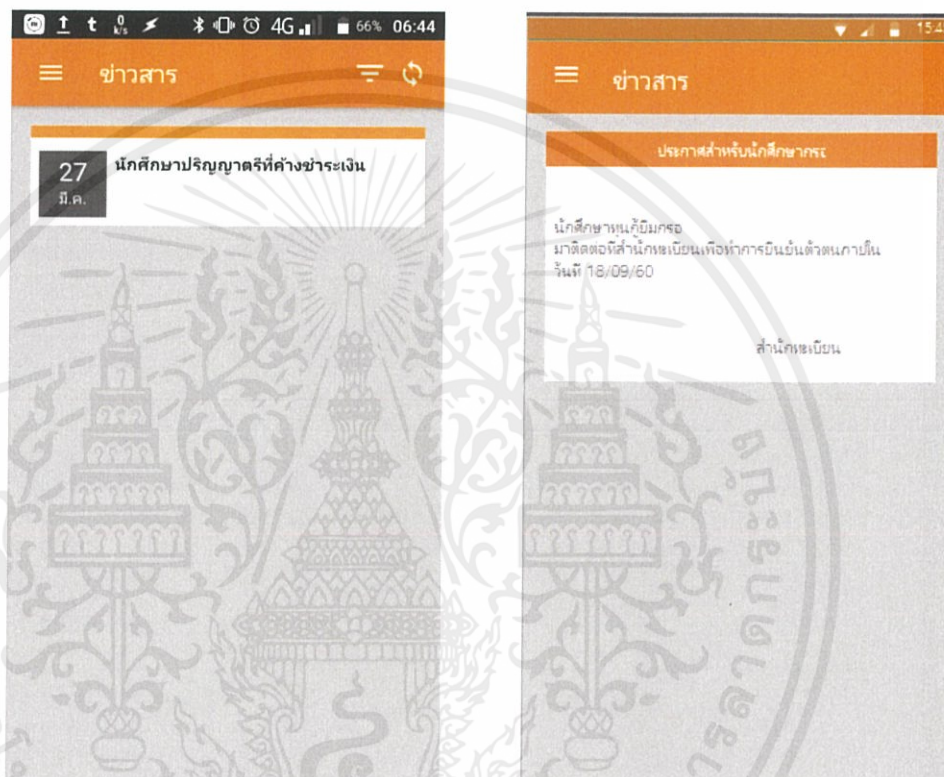 t 0 K/s 4G 66% 06:44
ข่าวสาร
27 นักศึกษาปริญญาตรีที่ค้างชำระเงิน
มี.ค.
ข่าวสาร
ประกาศสำหรับนักศึกษากรอ
นักศึกษาทุนกู้ยืมกรอ
มาติดต่อที่สำนักทะเบียนเพื่อทำการยืนยันตัวตนภายใน
วันที่ 18/09/60
สำนักทะเบียน